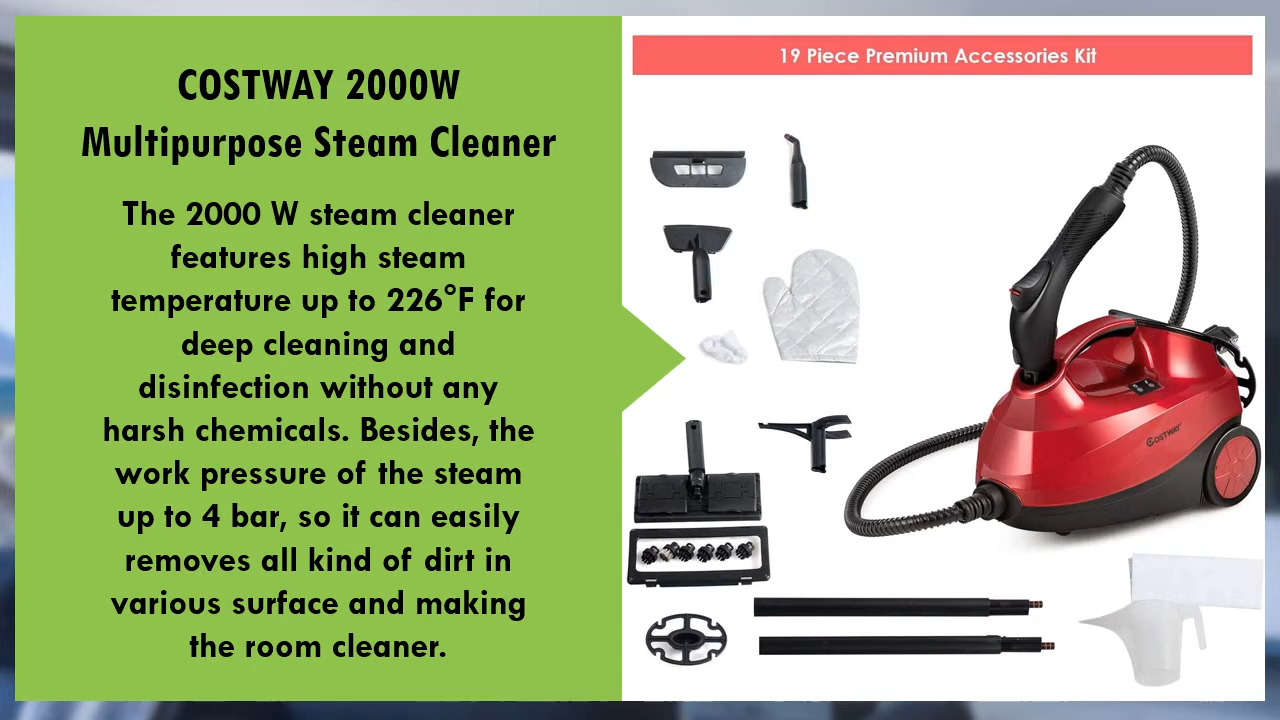 COSTWAY 2000W
Multipurpose Steam Cleaner
The 2000 W steam cleaner
features high steam
temperature up to 226°F for
deep cleaning and
disinfection without any
harsh chemicals. Besides, the
work pressure of the steam
up to 4 bar, so it can easily
removes all kind of dirt in
various surface and making
the room cleaner.
19 Piece Premium Accessories Kit
COSTWAY